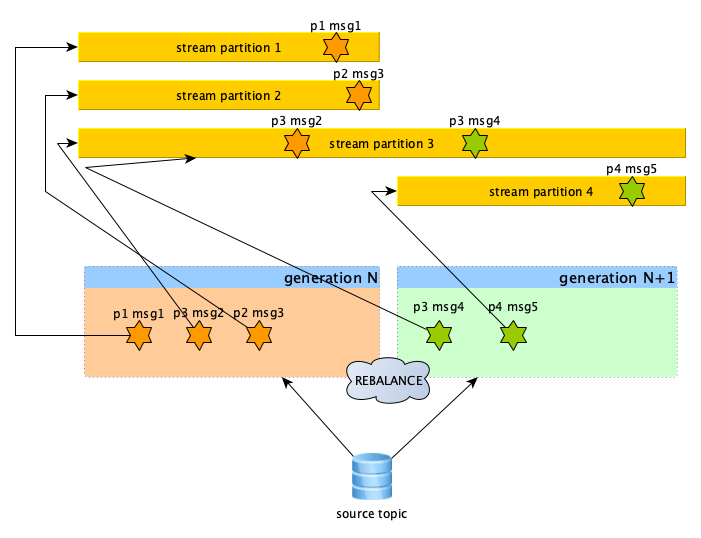 p1 msg1
stream partition 1
p2 msg3
stream partition 2
p3 msg2
p3 msg4
stream partition 3
p4 msg5
stream partition 4
generation N
generation N+1
p1 msg1
p3 msg2
p2 msg3
p3 msg4
p4 msg5
REBALANCE
source topic